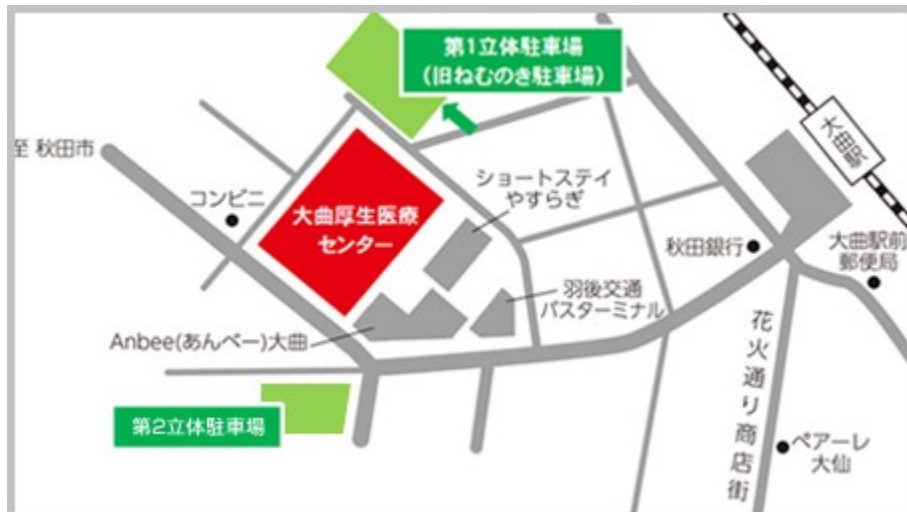 第1立体駐車場
（旧ねむのき駐車場）
至 秋田市
大曲駅
コンビニ
ショートステイ
やすらぎ
大曲厚生医療
センター
秋田銀行
大曲駅前
郵便局
羽後交通
バスターミナル
Anbee(あんべー)大曲
花火通り商店街
第2立体駐車場
ペアーレ
大仙